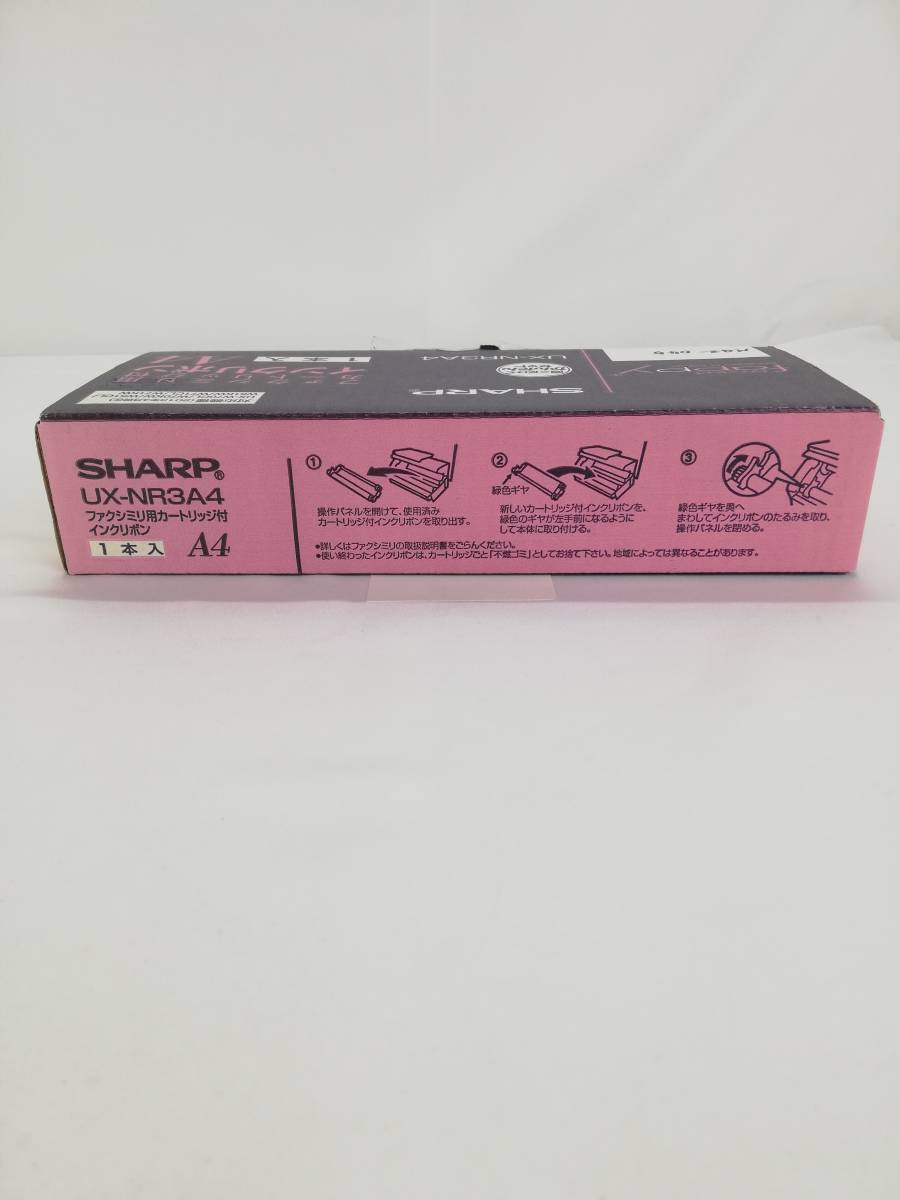 fappy
SHARP
UX-NR3A4
1本入
インクリボン
A4
SHARP®
UX-NR3A4
ファクシミリ用カートリッジ付
インクリボン
1本入 A4
①
操作パネルを開けて、使用済み
カートリッジ付インクリボンを取り出す。
②
緑色ギヤ
新しいカートリッジ付インクリボンを、
緑色のギヤが左手前になるように
して本体に取り付ける。
③
緑色ギヤを奥へ
まわしてインクリボンのたるみを取り、
操作パネルを閉める。
●詳しくはファクシミリの取扱説明書をごらんください。
●使い終わったインクリボンは、カートリッジごと「不燃ゴミ」としてお捨て下さい。地域によっては異なることがあります。